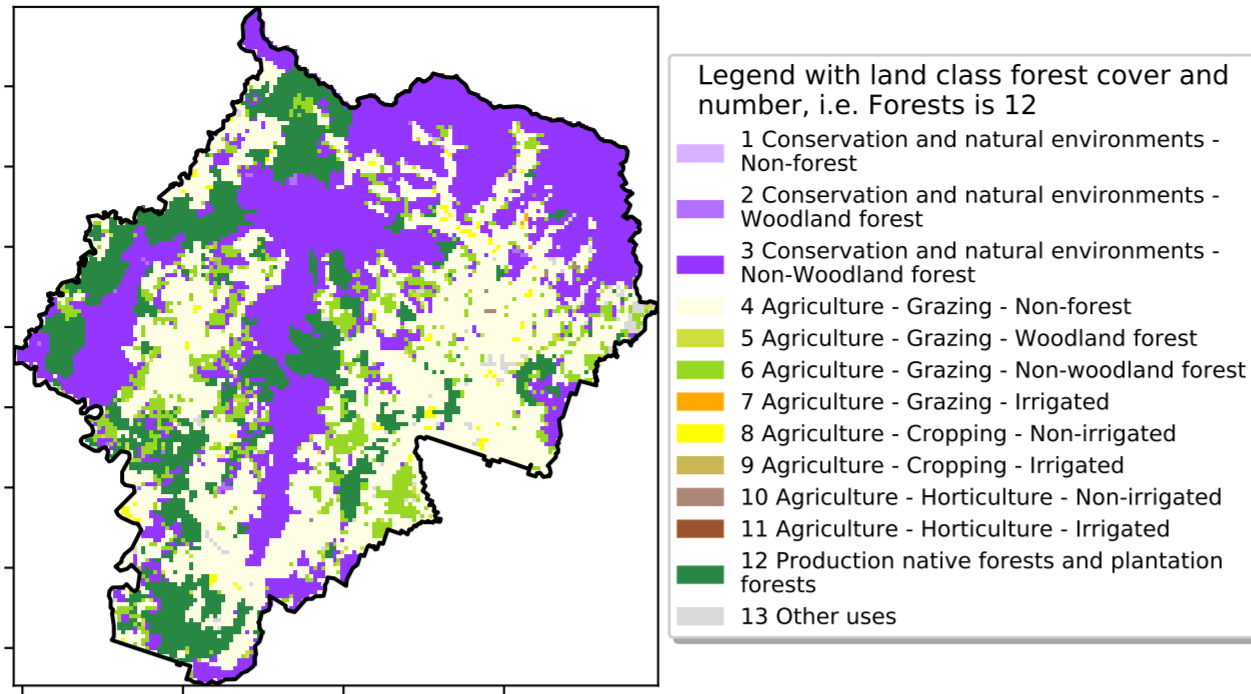 Legend with land class forest cover and
number, i.e. Forests is 12
1 Conservation and natural environments -
Non-forest
2 Conservation and natural environments -
Woodland forest
3 Conservation and natural environments -
Non-Woodland forest
4 Agriculture - Grazing - Non-forest
5 Agriculture - Grazing - Woodland forest
6 Agriculture - Grazing - Non-woodland forest
7 Agriculture - Grazing - Irrigated
8 Agriculture - Cropping - Non-irrigated
9 Agriculture - Cropping - Irrigated
10 Agriculture - Horticulture - Non-irrigated
11 Agriculture - Horticulture - Irrigated
12 Production native forests and plantation
forests
13 Other uses